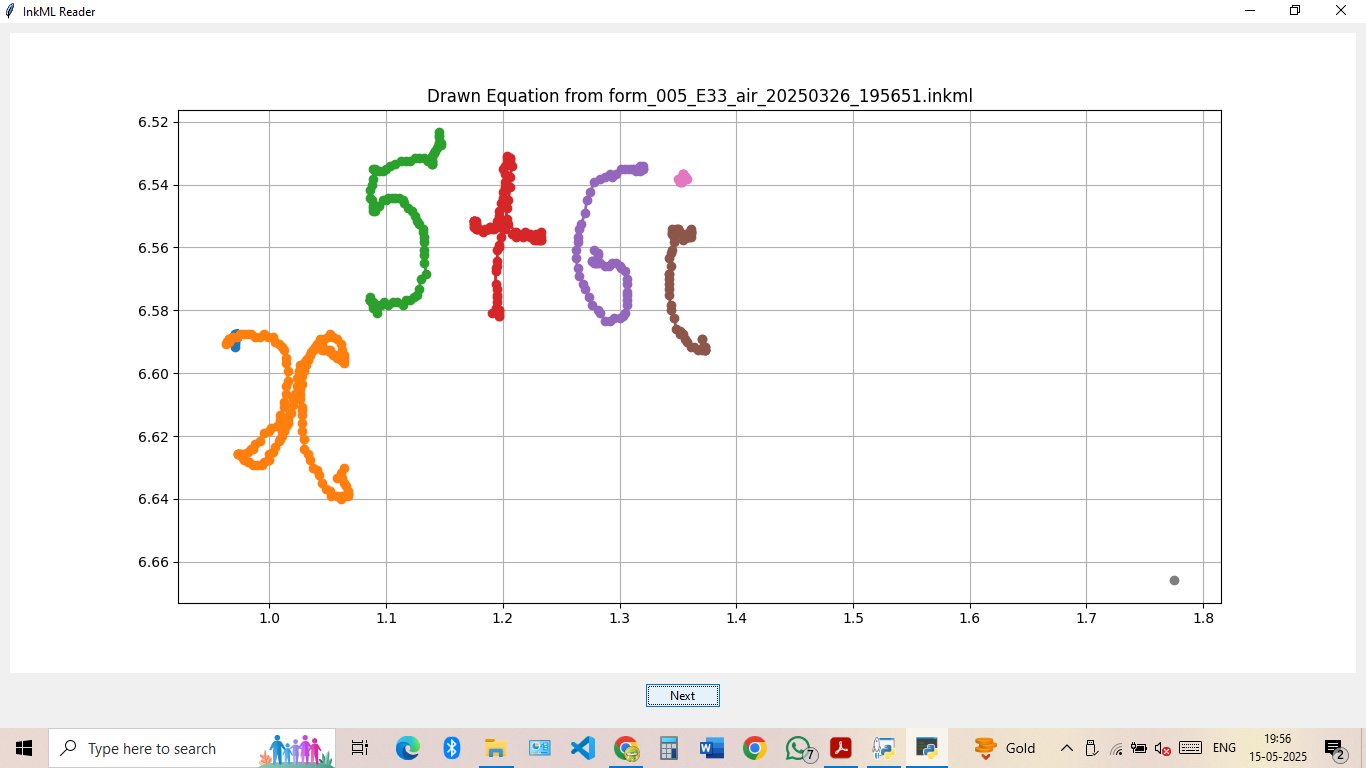 InkML Reader
Drawn Equation from form_005_E33_air_20250326_195651.inkml
6.52
6.54
6.56
6.58
6.60
6.62
6.64
6.66
x^{5+6i}
1.0 1.1 1.2 1.3 1.4 1.5 1.6 1.7 1.8
Next
Type here to search
7
Gold
ENG
19:56
15-05-2025
2